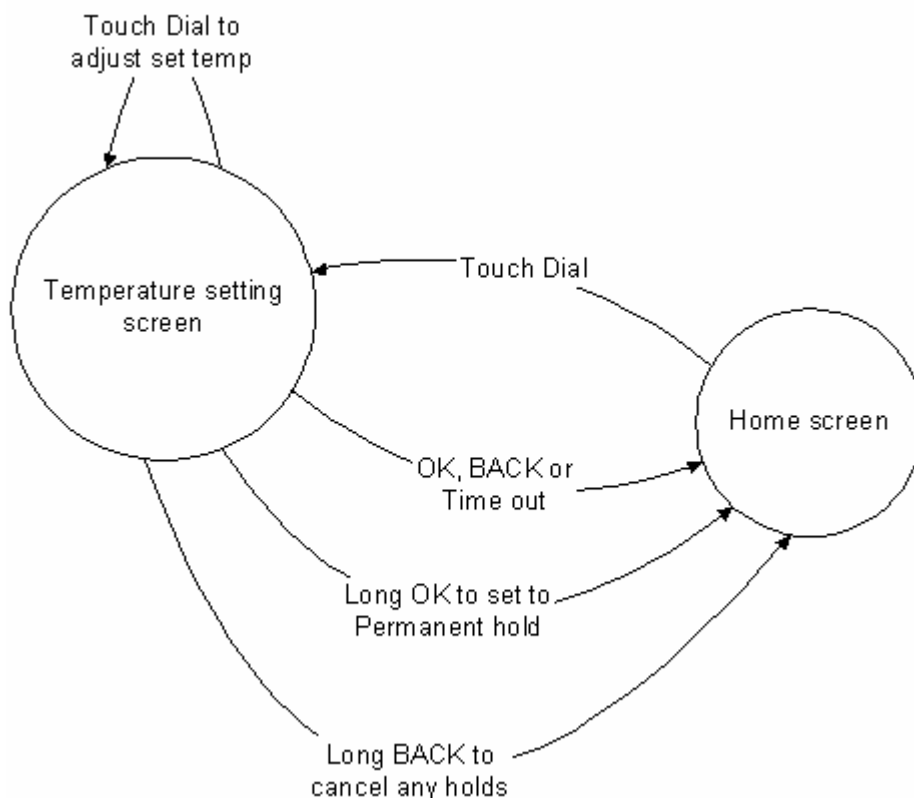 Touch Dial to
adjust set temp
Touch Dial
Temperature setting
screen
Home screen
OK, BACK or
Time out
Long OK to set to
Permanent hold
Long BACK to
cancel any holds